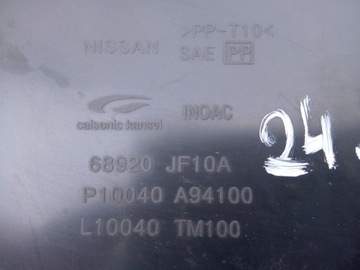 NISSAN >PP-T10<
SAE PP
calsonic kansei INOAC
24
68920 JF10A
P10040 A94100
L10040 TM100